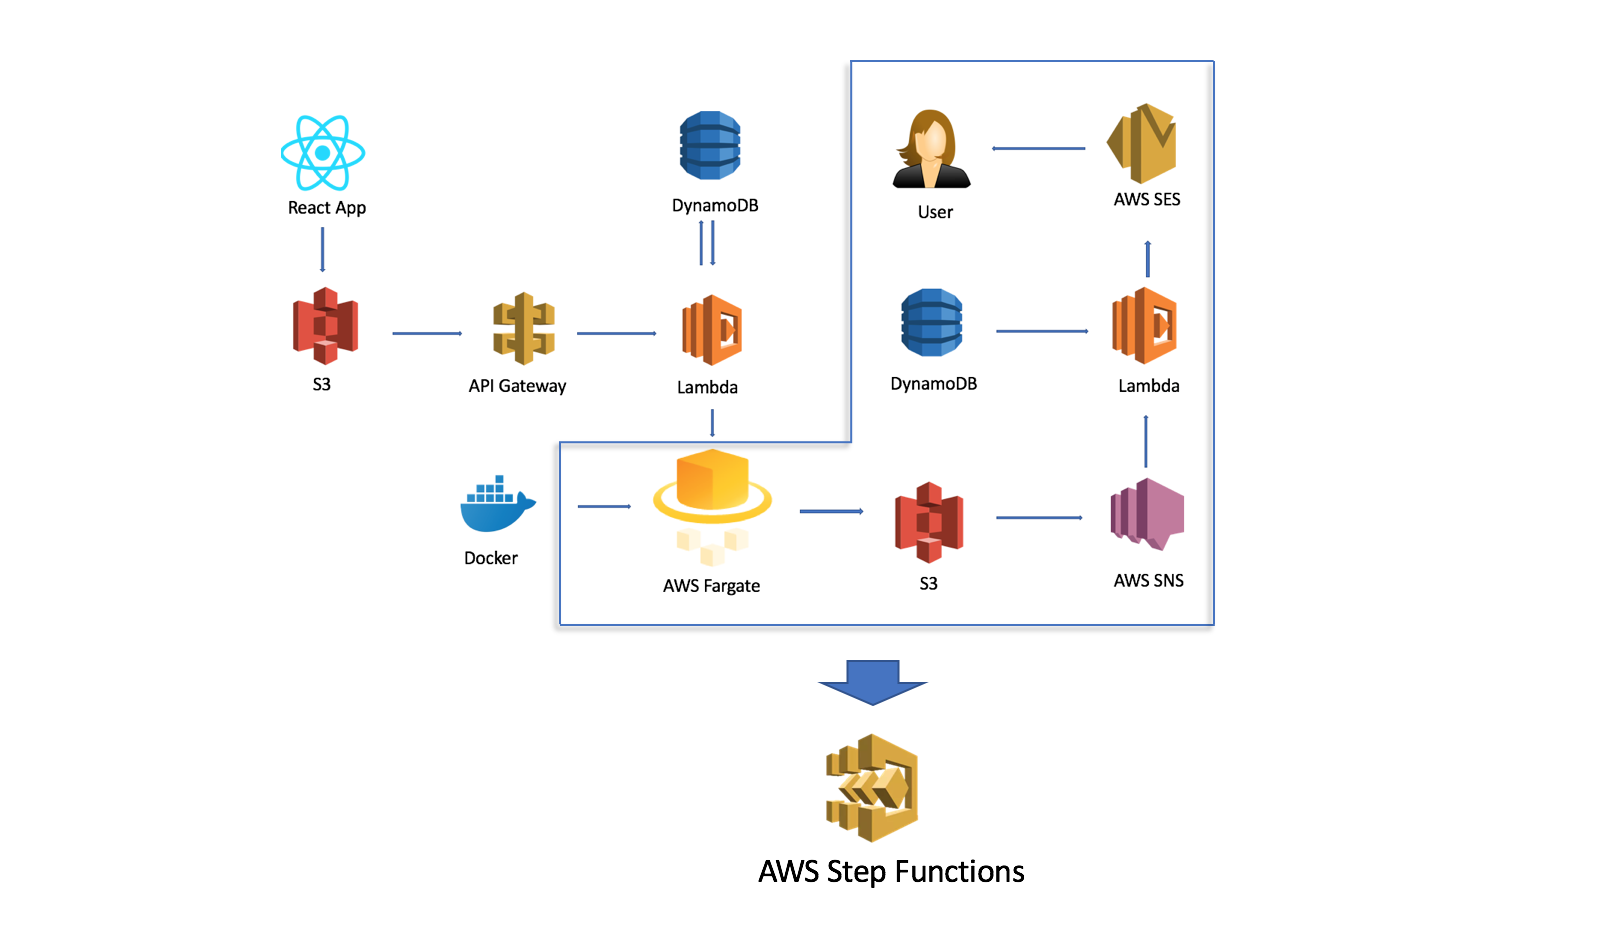 React App
DynamoDB
User
AWS SES
S3
API Gateway
Lambda
DynamoDB
Lambda
Docker
AWS Fargate
S3
AWS SNS
AWS Step Functions